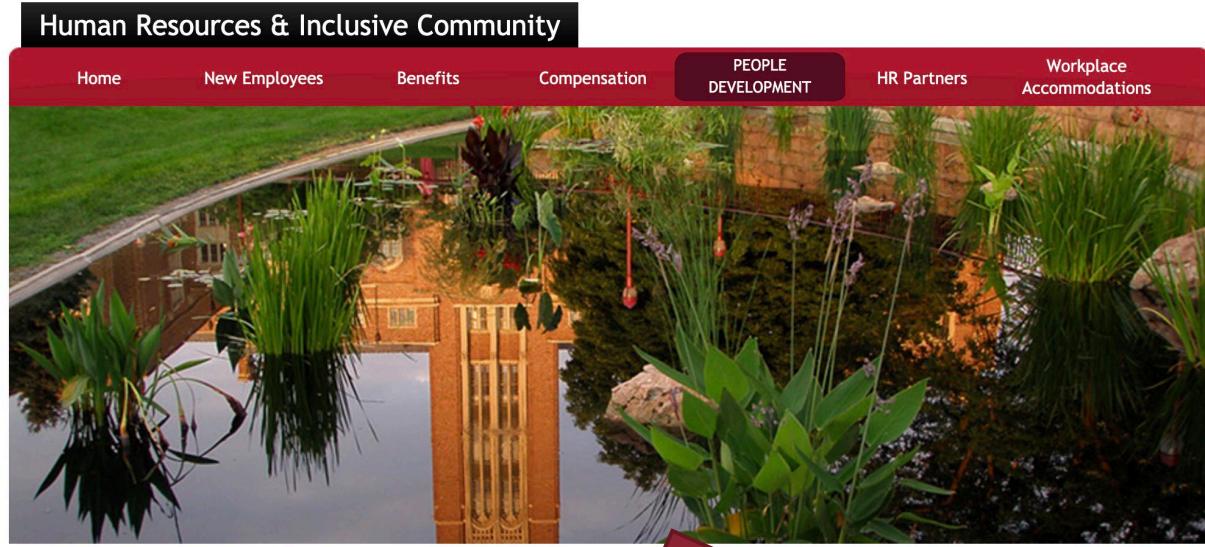 Human Resources & Inclusive Community
Home
New Employees
Benefits
Compensation
PEOPLE
DEVELOPMENT
HR Partners
Workplace
Accommodations